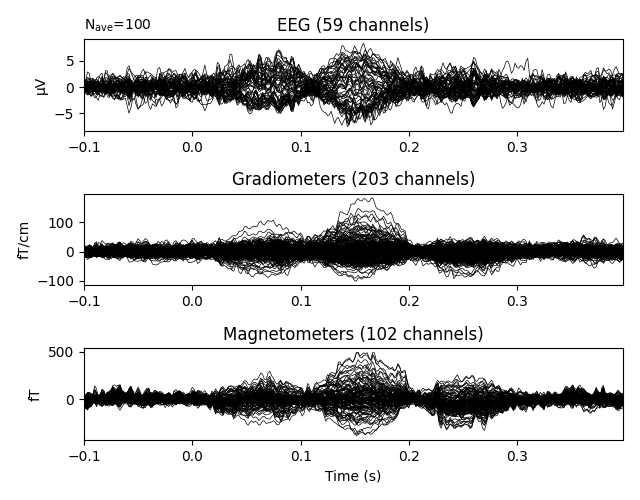 N_ave=100
EEG (59 channels)
5
0
−5
µV
−0.1 0.0 0.1 0.2 0.3
Gradiometers (203 channels)
100
0
−100
fT/cm
−0.1 0.0 0.1 0.2 0.3
Magnetometers (102 channels)
500
0
fT
−0.1 0.0 0.1 0.2 0.3
Time (s)